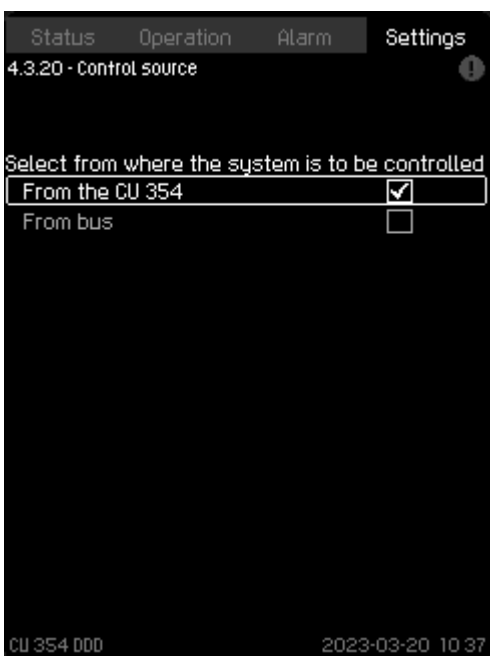 Status Operation Alarm Settings
4.3.20 - Control source
Select from where the system is to be controlled
From the CU 354
From bus
CU 354 DDD 2023-03-20 10:37